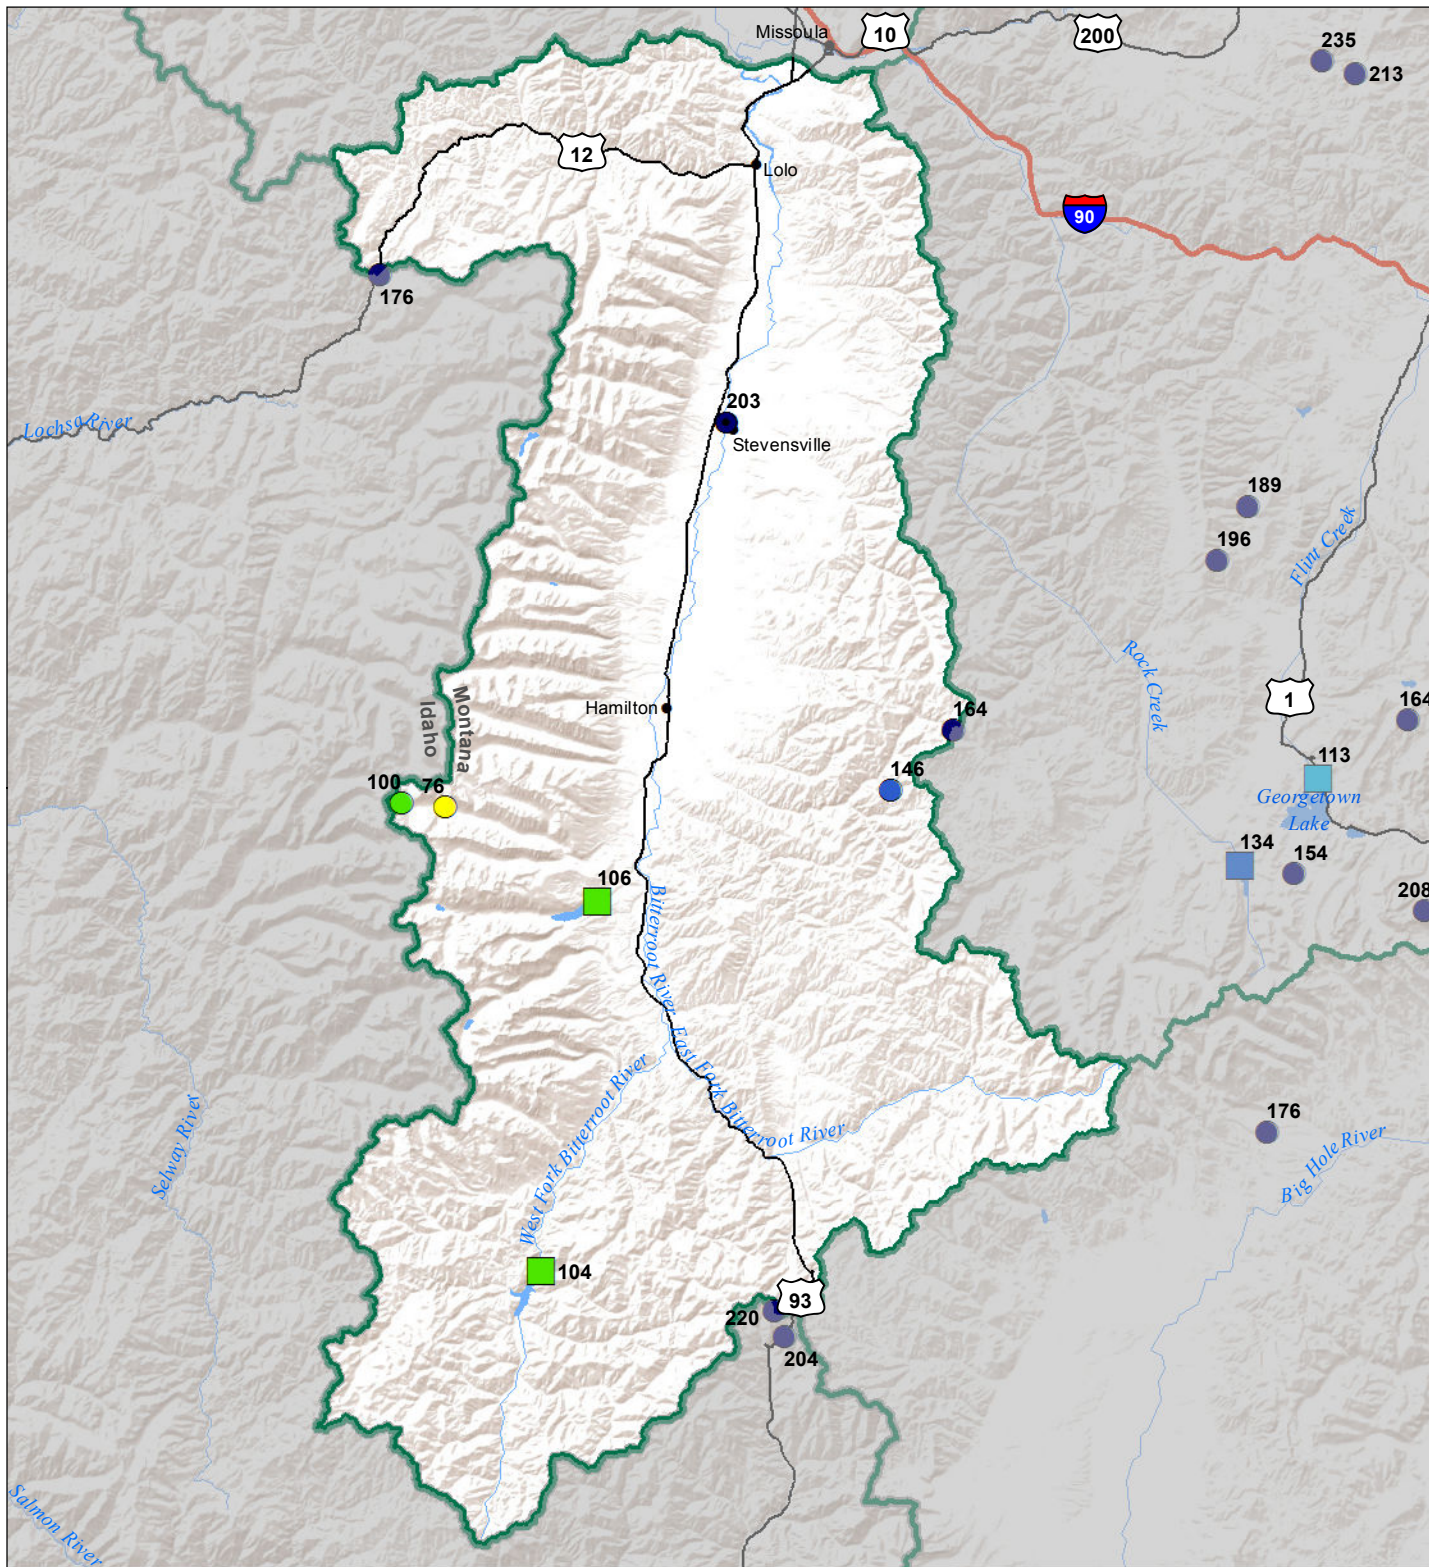 Missoula
10
200
235
213
12
Lolo
90
176
Lochsa River
203
Stevensville
189
196
Flint Creek
Rock Creek
Montana
Idaho
Hamilton
1
164
164
146
113
100
76
Georgetown
Lake
134
154
106
208
Bitterroot River
East Fork Bitterroot River
West Fork Bitterroot River
Selway River
176
Big Hole River
104
93
220
204
Salmon River